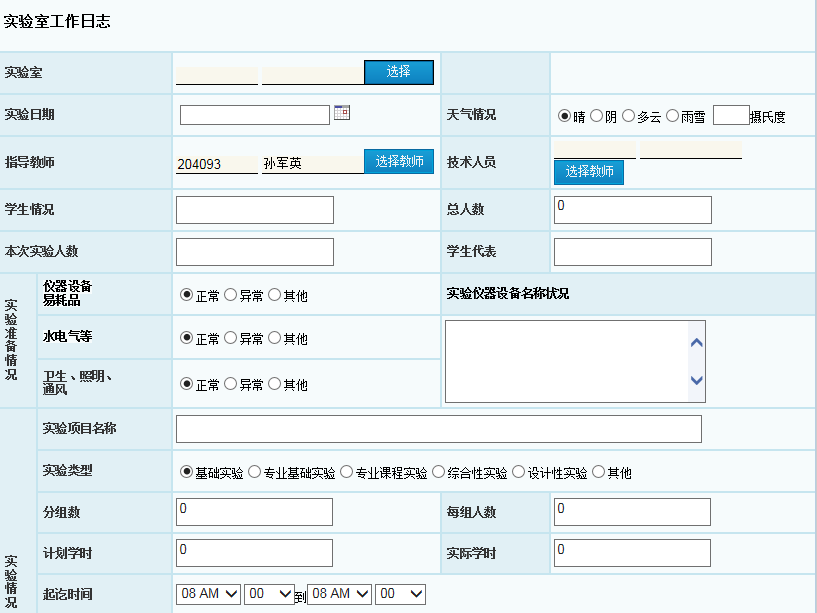 实验室工作日志
实验室 选择
实验日期 天气情况 晴 阴 多云 雨雪 摄氏度
指导教师 204093 孙军英 选择教师 技术人员
选择教师
学生情况 总人数 0
本次实验人数 学生代表
实验准备情况
仪器设备
易耗品 正常 异常 其他 实验仪器设备名称状况
水电气等 正常 异常 其他
卫生、照明、
通风 正常 异常 其他
实验情况
实验项目名称
实验类型 基础实验 专业基础实验 专业课程实验 综合性实验 设计性实验 其他
分组数 0 每组人数 0
计划学时 0 实际学时 0
起讫时间 08 AM 00 到 08 AM 00